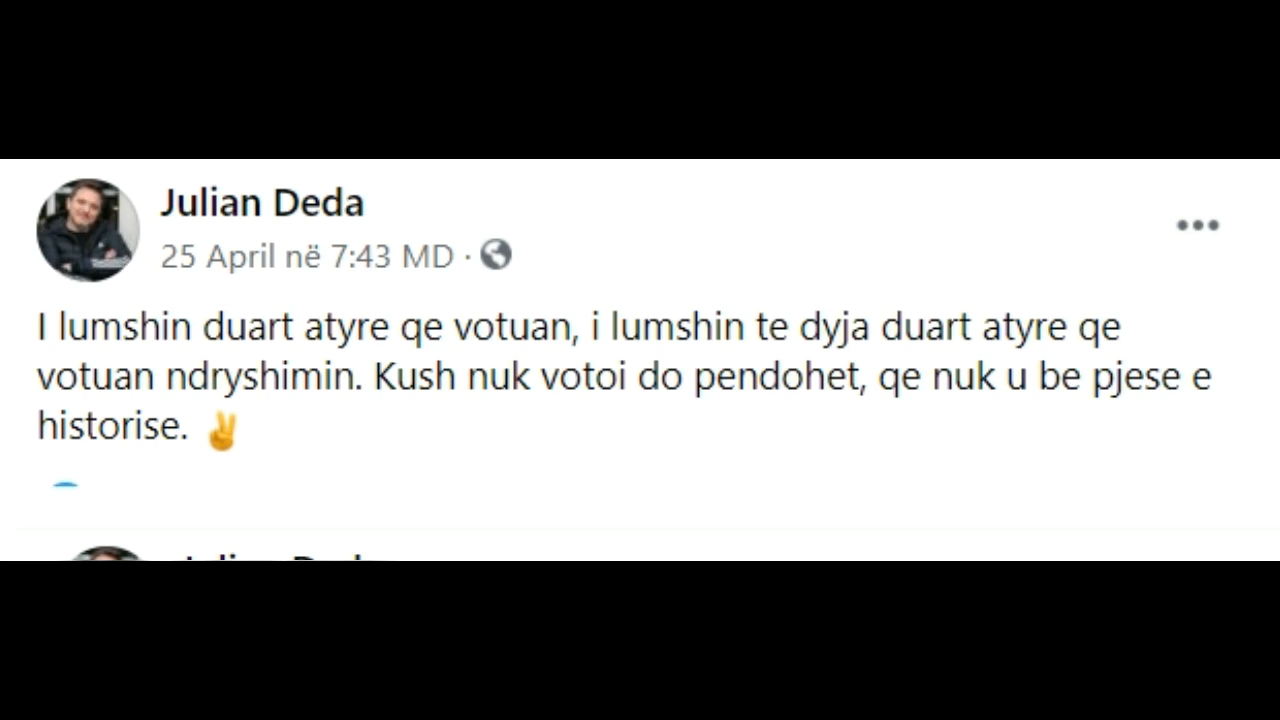 Julian Deda
25 April në 7:43 MD ·
I lumshin duart atyre qe votuan, i lumshin te dyja duart atyre qe
votuan ndryshimin. Kush nuk votoi do pendohet, qe nuk u be pjese e
historise. ✌️